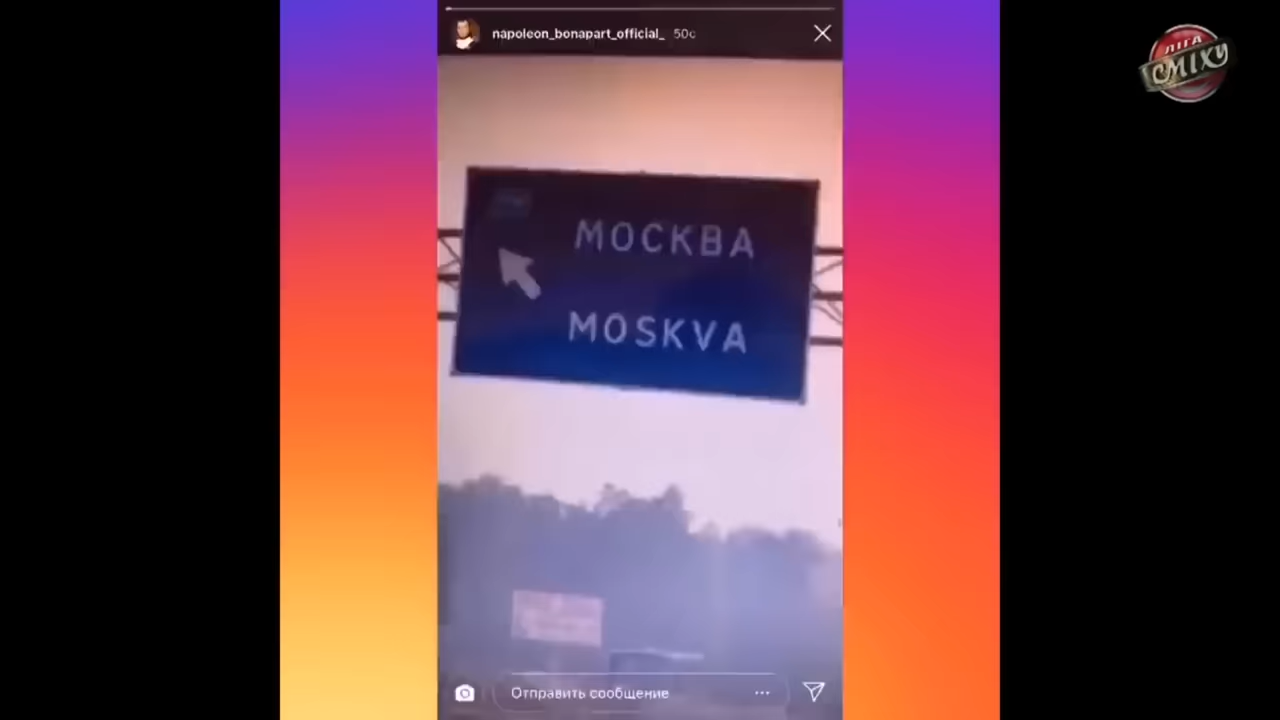 napoleon_bonapart_official_ 50с
ЛІГА
СМІХУ
МОСКВА
MOSKVA
Отправить сообщение